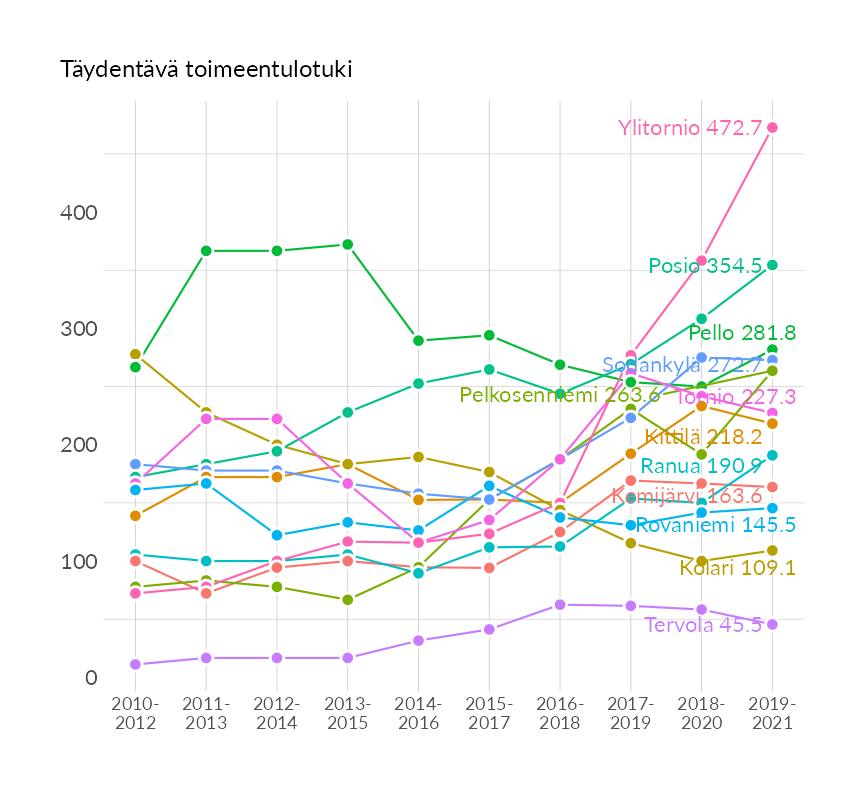 Täydentävä toimeentulotuki
Ylitornio 472.7
400
Posio 354.5
300
Pello 281.8
Sodankylä 272.7
Pelkosenniemi 263.6
Tornio 227.3
200
Kittilä 218.2
Ranua 190.9
Kemijärvi 163.6
Rovaniemi 145.5
100
Kolari 109.1
Tervola 45.5
0
2010- 2011- 2012- 2013- 2014- 2015- 2016- 2017- 2018- 2019-
2012 2013 2014 2015 2016 2017 2018 2019 2020 2021